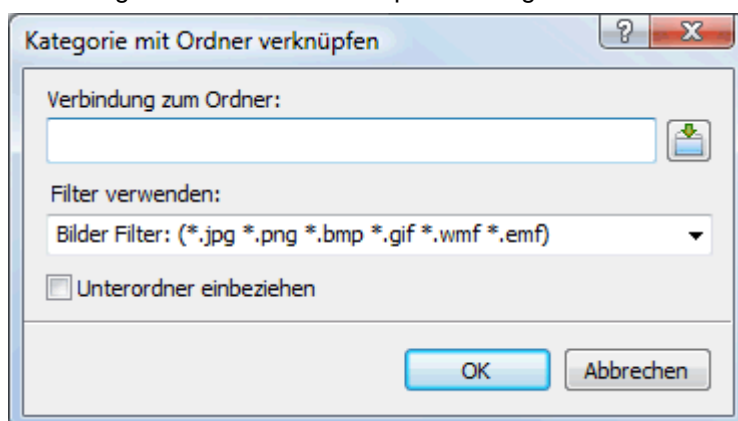 Kategorie mit Ordner verknüpfen
Verbindung zum Ordner:
Filter verwenden:
Bilder Filter: (*.jpg *.png *.bmp *.gif *.wmf *.emf)
Unterordner einbeziehen
OK Abbrechen